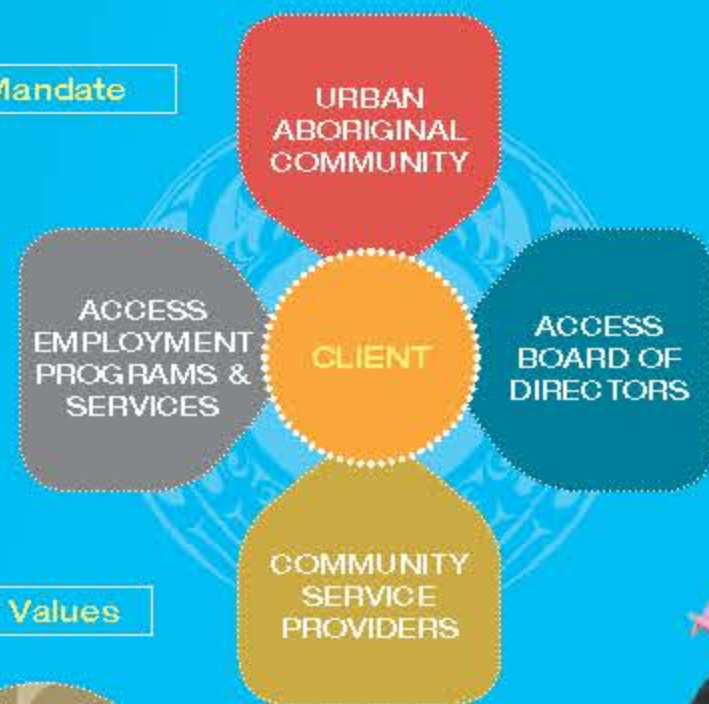 Mandate
URBAN
ABORIGINAL
COMMUNITY
ACCESS
EMPLOYMENT
PROGRAMS &
SERVICES
CLIENT
ACCESS
BOARD OF
DIRECTORS
COMMUNITY
SERVICE
PROVIDERS
Values